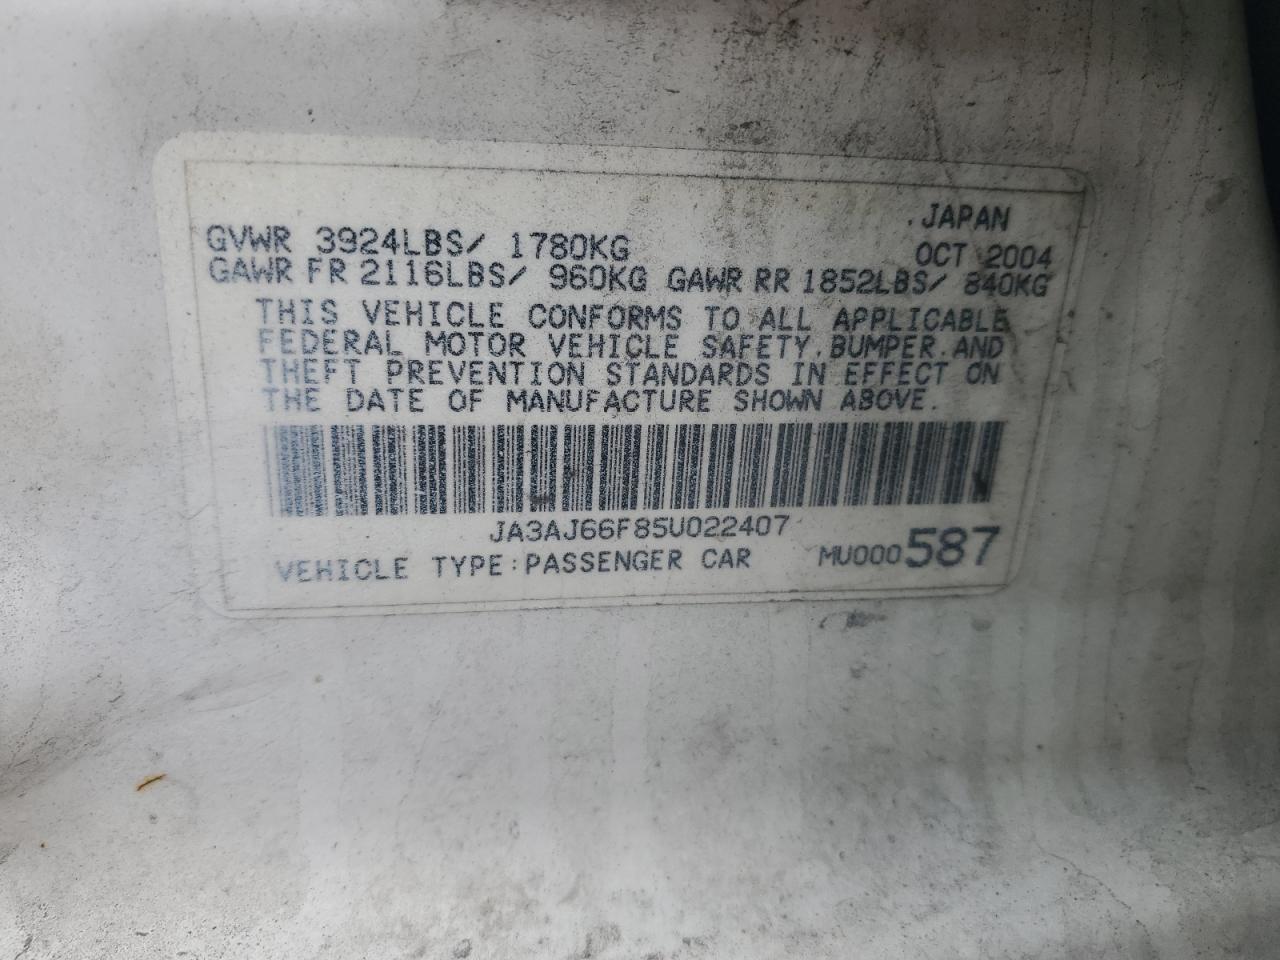 .JAPAN
GVWR 3924LBS/ 1780KG OCT 2004
GAWR FR 2116LBS/ 960KG GAWR RR 1852LBS/ 840KG
THIS VEHICLE CONFORMS TO ALL APPLICABLE
FEDERAL MOTOR VEHICLE SAFETY, BUMPER, AND
THEFT PREVENTION STANDARDS IN EFFECT ON
THE DATE OF MANUFACTURE SHOWN ABOVE.
JA3AJ66F85U022407
VEHICLE TYPE:PASSENGER CAR MU000587